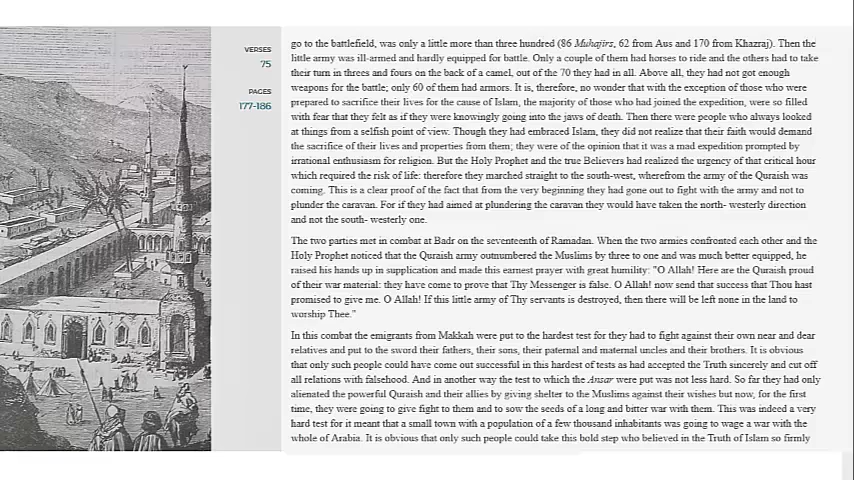 VERSES
75
PAGES
177-186
go to the battlefield, was only a little more than three hundred (86 Muhajirs, 62 from Aus and 170 from Khazraj). Then the
little army was ill-armed and hardly equipped for battle. Only a couple of them had horses to ride and the others had to take
their turn in threes and fours on the back of a camel, out of the 70 they had in all. Above all, they had not got enough
weapons for the battle; only 60 of them had armors. It is, therefore, no wonder that with the exception of those who were
prepared to sacrifice their lives for the cause of Islam, the majority of those who had joined the expedition, were so filled
with fear that they felt as if they were knowingly going into the jaws of death. Then there were people who always looked
at things from a selfish point of view. Though they had embraced Islam, they did not realize that their faith would demand
the sacrifice of their lives and properties from them; they were of the opinion that it was a mad expedition prompted by
irrational enthusiasm for religion. But the Holy Prophet and the true Believers had realized the urgency of that critical hour
which required the risk of life: therefore they marched straight to the south-west, wherefrom the army of the Quraish was
coming. This is a clear proof of the fact that from the very beginning they had gone out to fight with the army and not to
plunder the caravan. For if they had aimed at plundering the caravan they would have taken the north- westerly direction
and not the south- westerly one.
The two parties met in combat at Badr on the seventeenth of Ramadan. When the two armies confronted each other and the
Holy Prophet noticed that the Quraish army outnumbered the Muslims by three to one and was much better equipped, he
raised his hands up in supplication and made this earnest prayer with great humility: "O Allah! Here are the Quraish proud
of their war material: they have come to prove that Thy Messenger is false. O Allah! now send that success that Thou hast
promised to give me. O Allah! If this little army of Thy servants is destroyed, then there will be left none in the land to
worship Thee."
In this combat the emigrants from Makkah were put to the hardest test for they had to fight against their own near and dear
relatives and put to the sword their fathers, their sons, their paternal and maternal uncles and their brothers. It is obvious
that only such people could have come out successful in this hardest of tests as had accepted the Truth sincerely and cut off
all relations with falsehood. And in another way the test to which the Ansar were put was not less hard. So far they had only
alienated the powerful Quraish and their allies by giving shelter to the Muslims against their wishes but now, for the first
time, they were going to give fight to them and to sow the seeds of a long and bitter war with them. This was indeed a very
hard test for it meant that a small town with a population of a few thousand inhabitants was going to wage a war with the
whole of Arabia. It is obvious that only such people could take this bold step who believed in the Truth of Islam so firmly